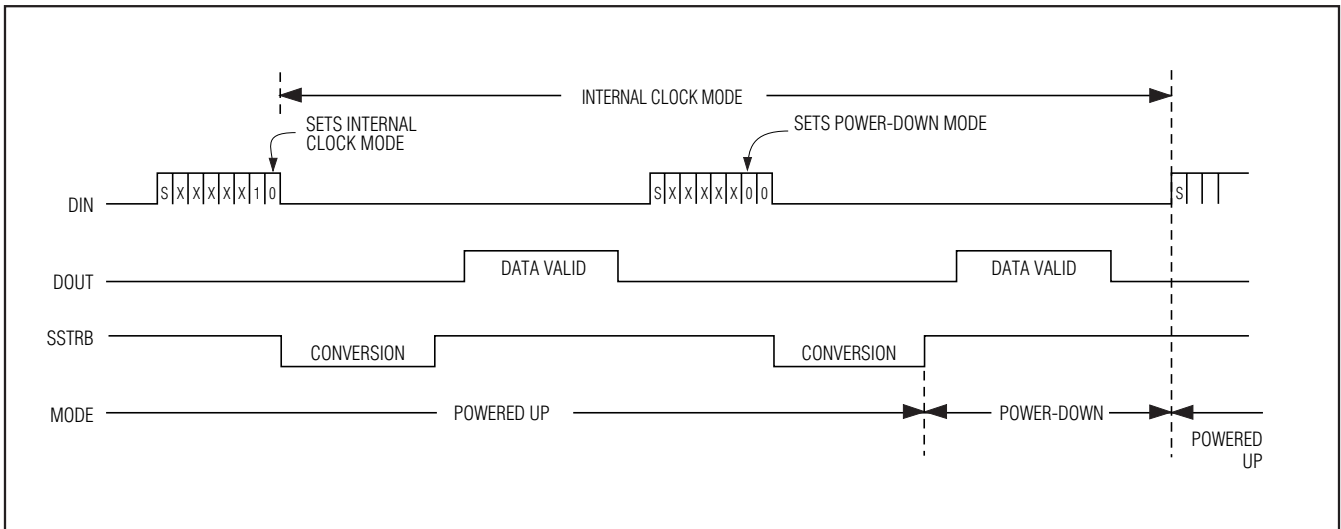 INTERNAL CLOCK MODE
SETS INTERNAL
CLOCK MODE
SETS POWER-DOWN MODE
DIN
S X X X X X 1 0
S X X X X X 0 0
S
DOUT
DATA VALID
DATA VALID
SSTRB
CONVERSION
CONVERSION
MODE
POWERED UP
POWER-DOWN
POWERED
UP